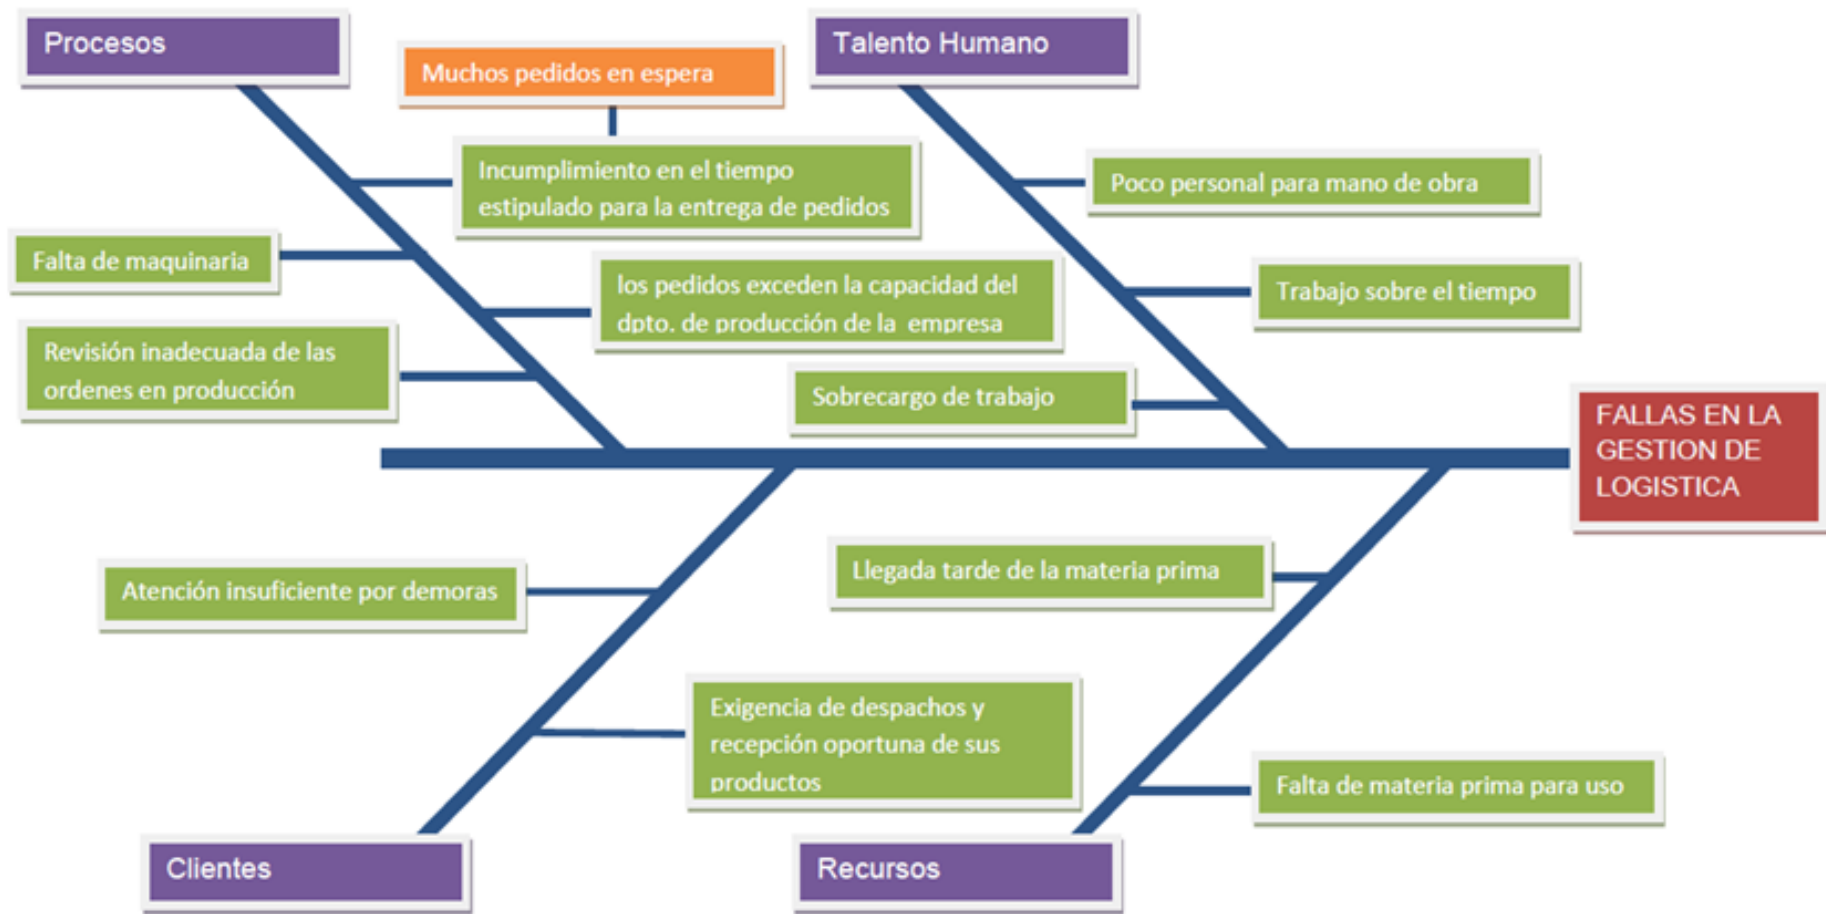 Procesos
Talento Humano
Muchos pedidos en espera
Incumplimiento en el tiempo
estipulado para la entrega de pedidos
Poco personal para mano de obra
Falta de maquinaria
los pedidos exceden la capacidad del
dpto. de producción de la empresa
Trabajo sobre el tiempo
Revisión inadecuada de las
ordenes en producción
Sobrecargo de trabajo
FALLAS EN LA
GESTION DE
LOGISTICA
Atención insuficiente por demoras
Llegada tarde de la materia prima
Exigencia de despachos y
recepción oportuna de sus
productos
Falta de materia prima para uso
Clientes
Recursos